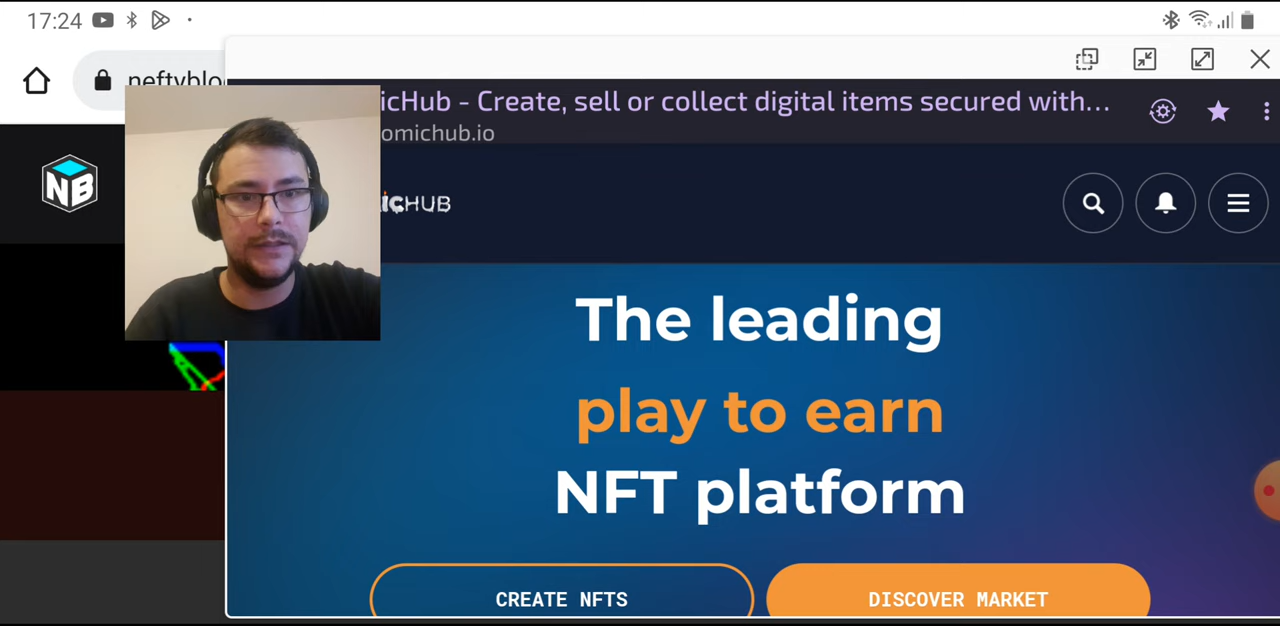 17:24
neftyblo
icHub - Create, sell or collect digital items secured with...
omichub.io
NB
icHUB
The leading
play to earn
NFT platform
CREATE NFTS
DISCOVER MARKET